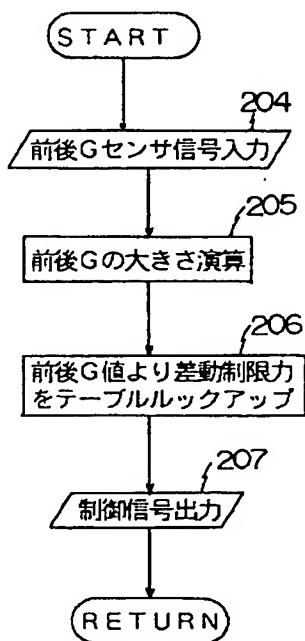 START
204
前後Gセンサ信号入力
205
前後Gの大きさ演算
206
前後G値より差動制限力
をテーブルルックアップ
207
制御信号出力
RETURN